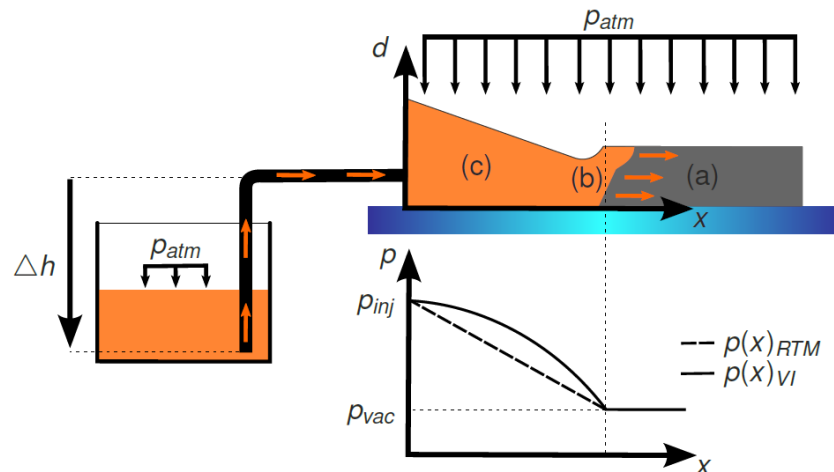 p_atm
d
(c)
(b)
(a)
x
p_atm
△h
p
p_inj
p_vac
p(x)_RTM
p(x)_VI
x